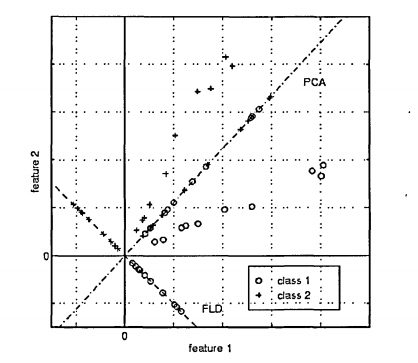 PCA
feature 2
0
class 1
class 2
FLD
0
feature 1